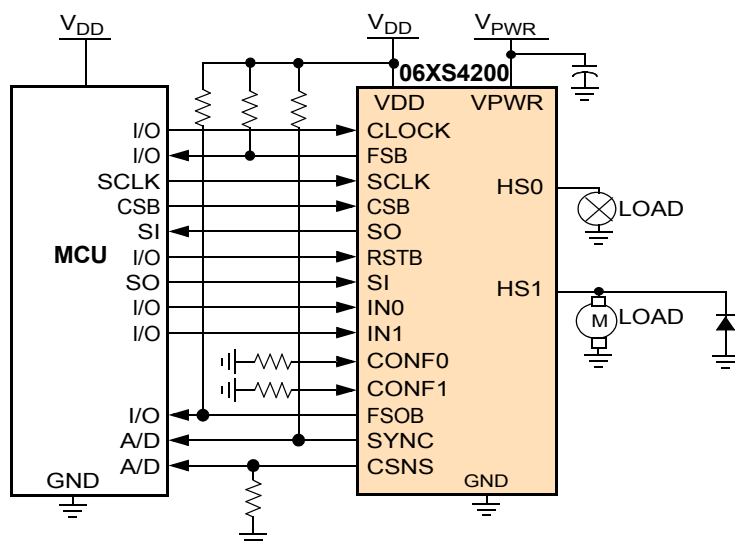 VDD
VDD
VPWR
06XS4200
VDD
VPWR
I/O
CLOCK
I/O
FSB
SCLK
SCLK
HS0
CSB
CSB
LOAD
SI
SO
MCU
I/O
RSTB
SO
SI
HS1
I/O
IN0
M
LOAD
I/O
IN1
CONF0
CONF1
I/O
FSOB
A/D
SYNC
A/D
CSNS
GND
GND